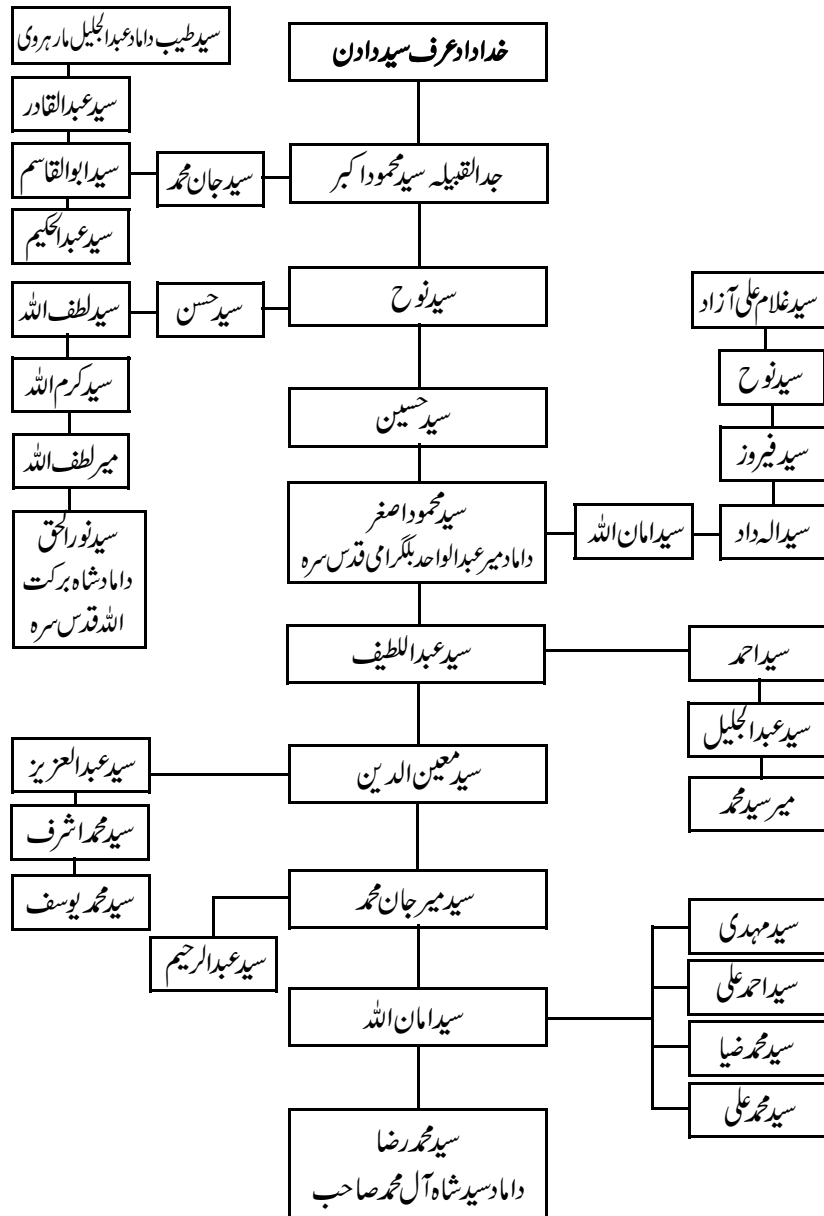 خداداد عرف سید دادن
سید طیب داماد عبدالجلیل مارہروی
سید عبدالقادر
جد القبیلہ سید محمود اکبر
سید جان محمد
سید ابوالقاسم
سید عبدالحکیم
سید نوح
سید حسن
سید لطف اللہ
سید کرم اللہ
میر لطف اللہ
سید نور الحق
داماد شاہ برکت
اللہ قدس سرہ
سید غلام علی آزاد
سید نوح
سید فیروز
سید الہ داد
سید امان اللہ
سید حسین
سید محمود اصغر
داماد میر عبدالواحد بلگرامی قدس سرہ
سید عبداللطیف
سید احمد
سید عبدالجلیل
میر سید محمد
سید معین الدین
سید عبدالعزیز
سید محمد اشرف
سید محمد یوسف
سید میر جان محمد
سید عبدالرحیم
سید امان اللہ
سید مہدی
سید احمد علی
سید محمد ضیا
سید محمد علی
سید محمد رضا
داماد سید شاہ آل محمد صاحب